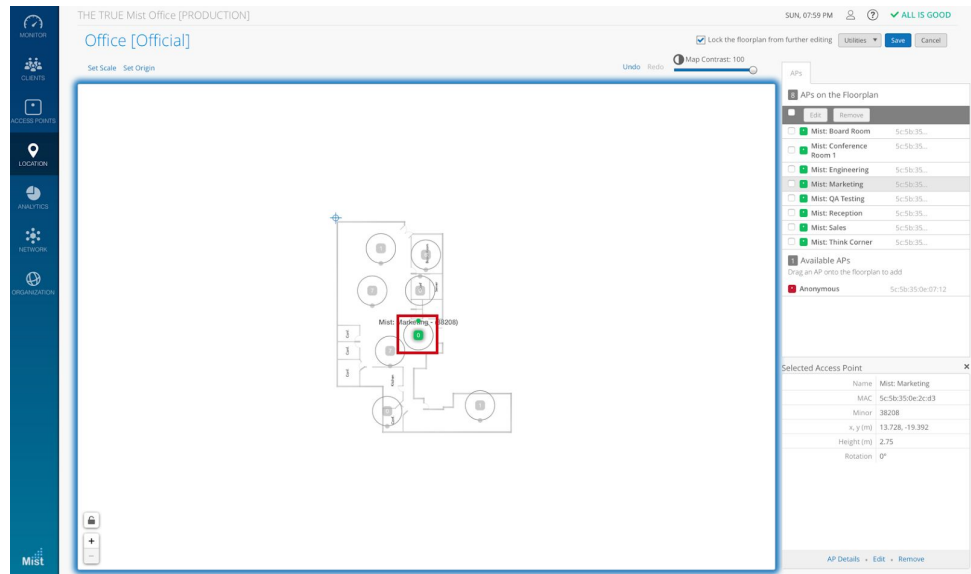 THE TRUE Mist Office [PRODUCTION]
SUN, 07:59 PM
?
ALL IS GOOD
Office [Official]
Lock the floorplan from further editing
Utilities
Save
Cancel
Set Scale
Set Origin
Undo
Redo
Map Contrast: 100
MONITOR
CLIENTS
ACCESS POINTS
LOCATION
ANALYTICS
NETWORK
ORGANIZATION
Mist
Mist: Marketing - (38208)
0
APs
8 APs on the Floorplan
Edit
Remove
Mist: Board Room 5c:5b:35...
Mist: Conference 5c:5b:35...
Room 1
Mist: Engineering 5c:5b:35...
Mist: Marketing 5c:5b:35...
Mist: QA Testing 5c:5b:35...
Mist: Reception 5c:5b:35...
Mist: Sales 5c:5b:35...
Mist: Think Corner 5c:5b:35...
1 Available APs
Drag an AP onto the floorplan to add
Anonymous 5c:5b:35:0e:07:12
Selected Access Point
Name Mist: Marketing
MAC 5c:5b:35:0e:2c:d3
Minor 38208
x, y (m) 13.728, -19.392
Height (m) 2.75
Rotation 0°
AP Details
Edit
Remove